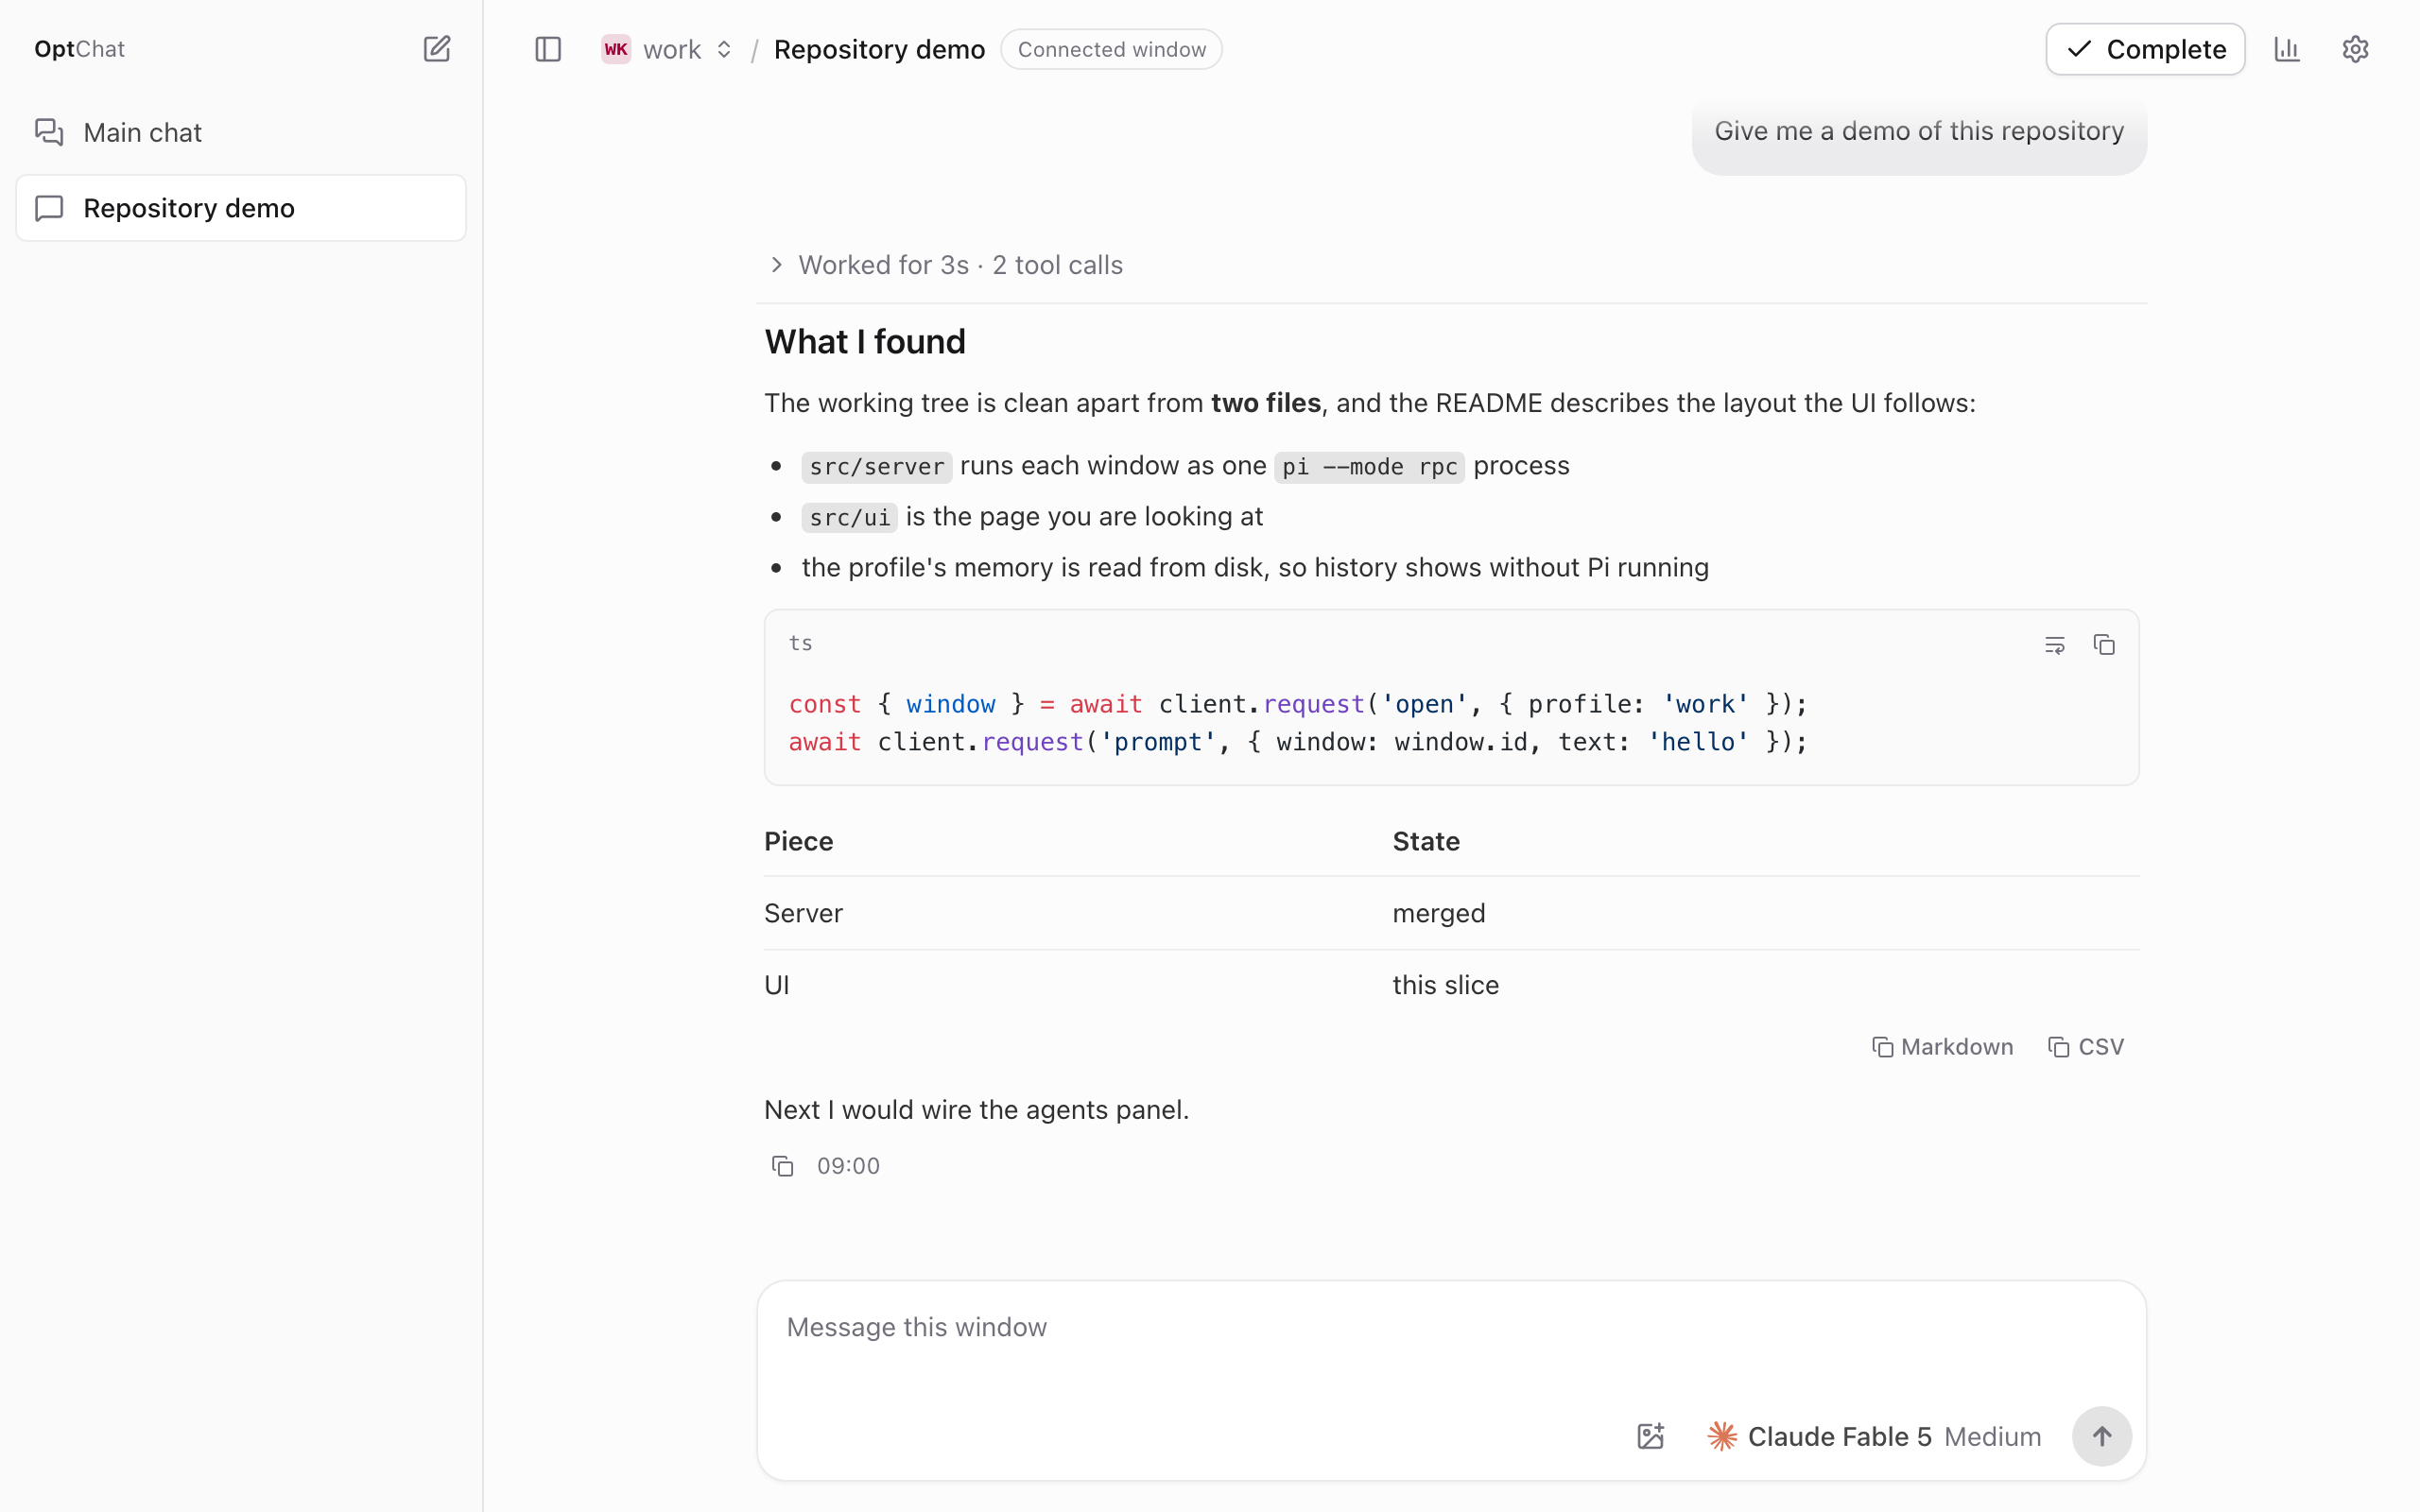 OptChat
Main chat
Repository demo
WK work / Repository demo Connected window
Complete
Give me a demo of this repository
Worked for 3s · 2 tool calls
What I found
The working tree is clean apart from two files, and the README describes the layout the UI follows:
• src/server runs each window as one pi --mode rpc process
• src/ui is the page you are looking at
• the profile's memory is read from disk, so history shows without Pi running
ts
const { window } = await client.request('open', { profile: 'work' });
await client.request('prompt', { window: window.id, text: 'hello' });
Piece State
Server merged
UI this slice
Markdown CSV
Next I would wire the agents panel.
09:00
Message this window
Claude Fable 5 Medium